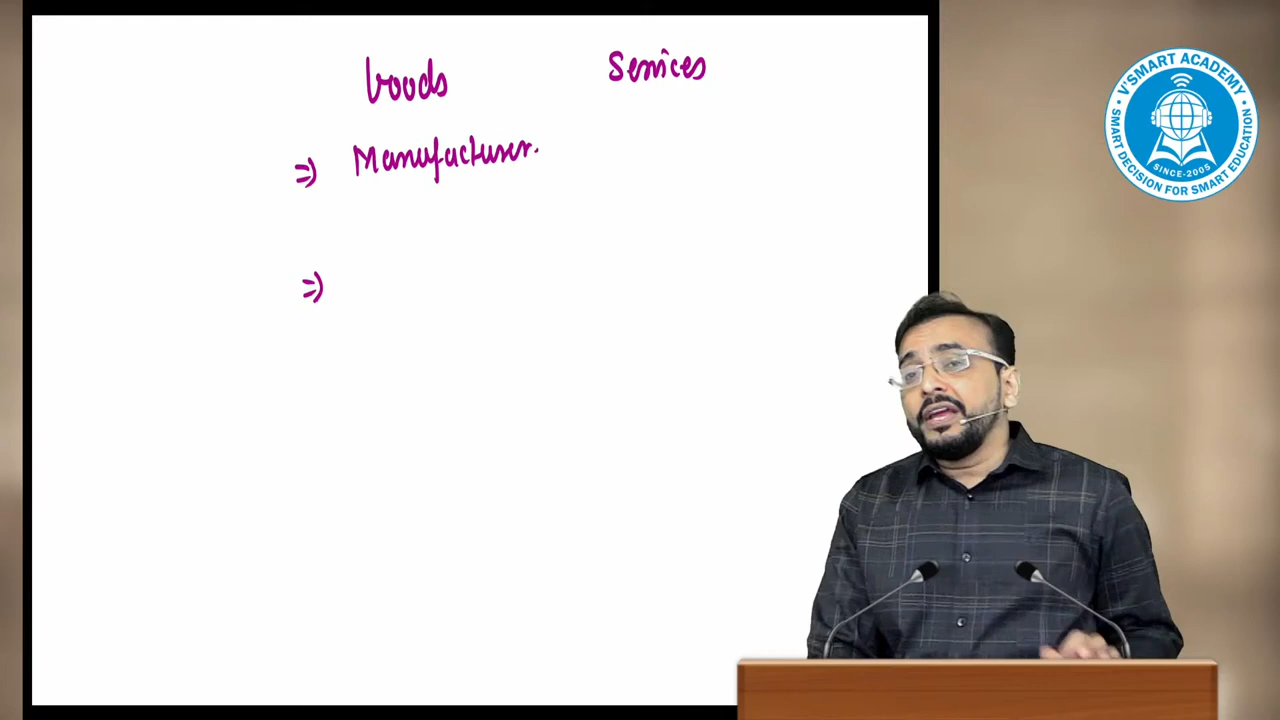 Goods Services
=) Manufacturer.
=)
V'SMART ACADEMY
SMART DECISION FOR SMART EDUCATION
SINCE-2005